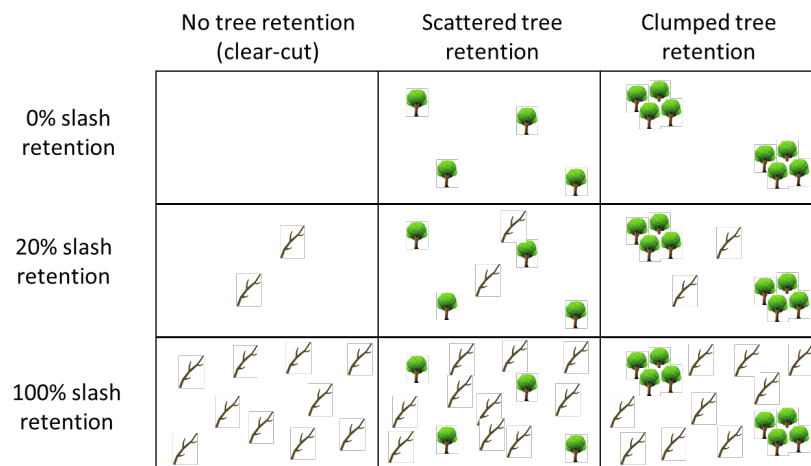 No tree retention
(clear-cut)
Scattered tree
retention
Clumped tree
retention
0% slash
retention
20% slash
retention
100% slash
retention